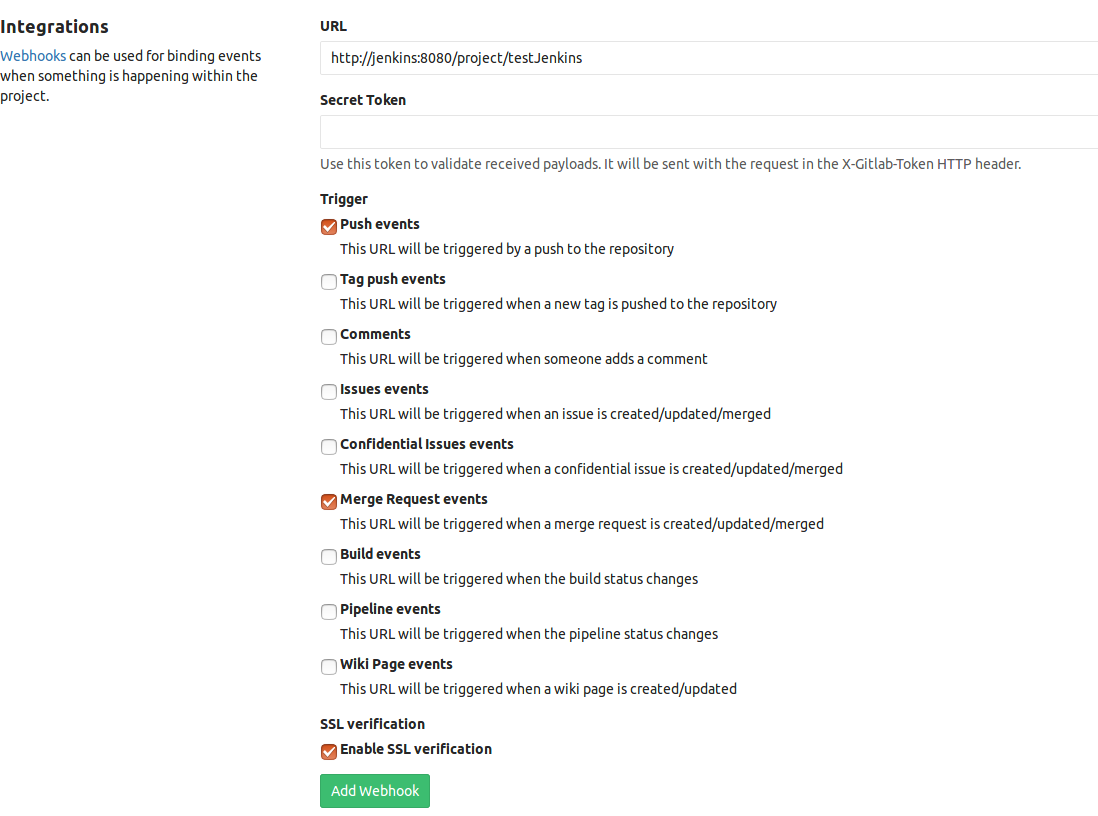 Integrations
Webhooks can be used for binding events
when something is happening within the
project.
URL
http://jenkins:8080/project/testJenkins
Secret Token
Use this token to validate received payloads. It will be sent with the request in the X-Gitlab-Token HTTP header.
Trigger
Push events
This URL will be triggered by a push to the repository
Tag push events
This URL will be triggered when a new tag is pushed to the repository
Comments
This URL will be triggered when someone adds a comment
Issues events
This URL will be triggered when an issue is created/updated/merged
Confidential Issues events
This URL will be triggered when a confidential issue is created/updated/merged
Merge Request events
This URL will be triggered when a merge request is created/updated/merged
Build events
This URL will be triggered when the build status changes
Pipeline events
This URL will be triggered when the pipeline status changes
Wiki Page events
This URL will be triggered when a wiki page is created/updated
SSL verification
Enable SSL verification
Add Webhook